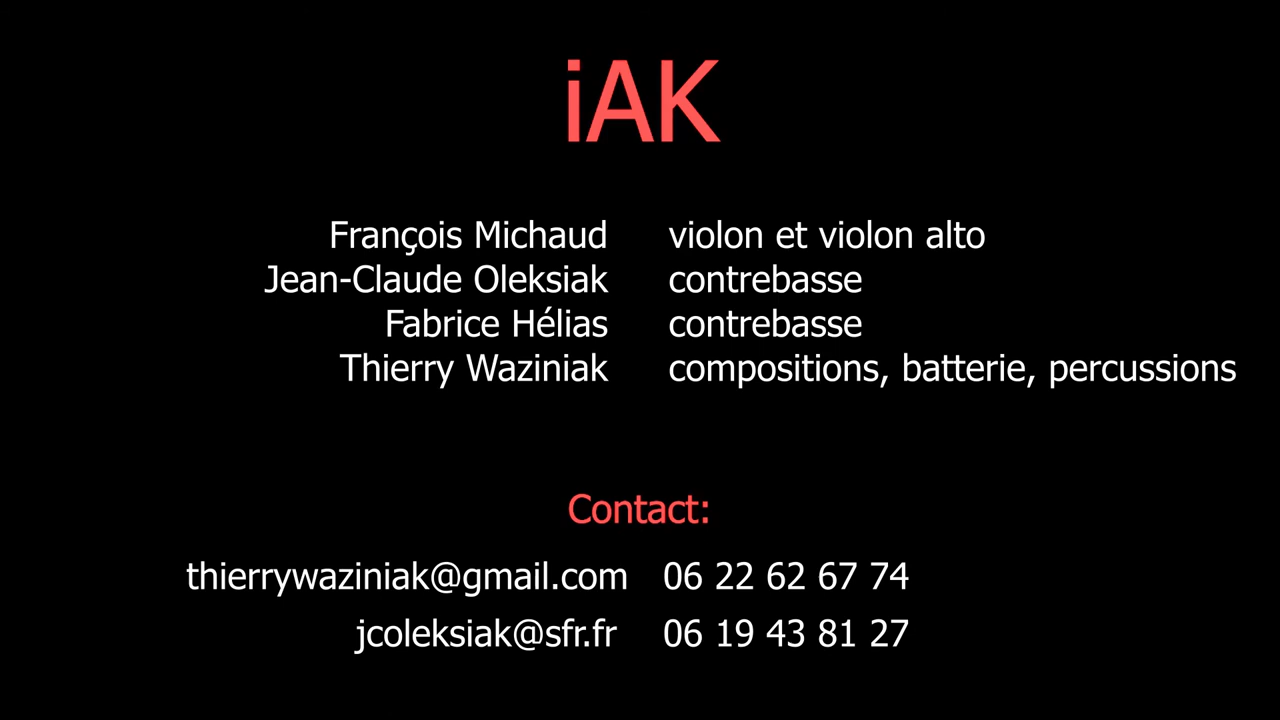 iAK
François Michaud violon et violon alto
Jean-Claude Oleksiak contrebasse
Fabrice Hélias contrebasse
Thierry Waziniak compositions, batterie, percussions
Contact:
thierrywaziniak@gmail.com 06 22 62 67 74
jcoleksiak@sfr.fr 06 19 43 81 27